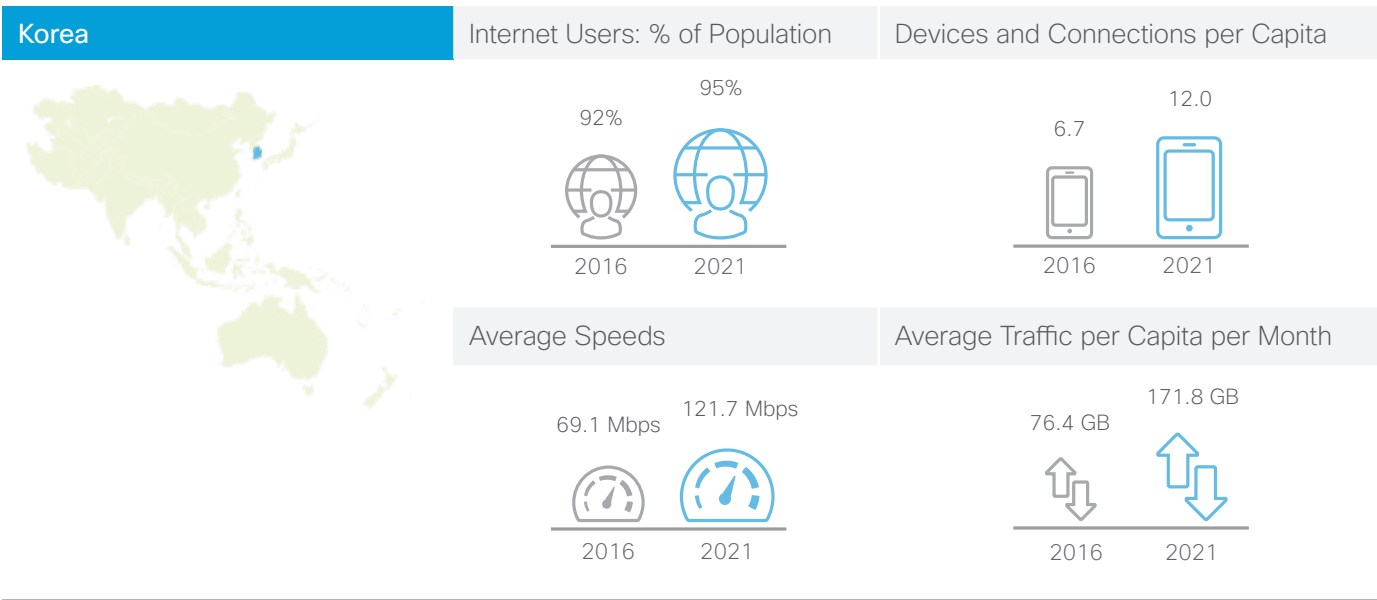 Korea
Internet Users: % of Population
92%
95%
2016
2021
Devices and Connections per Capita
6.7
12.0
2016
2021
Average Speeds
69.1 Mbps
121.7 Mbps
2016
2021
Average Traffic per Capita per Month
76.4 GB
171.8 GB
2016
2021